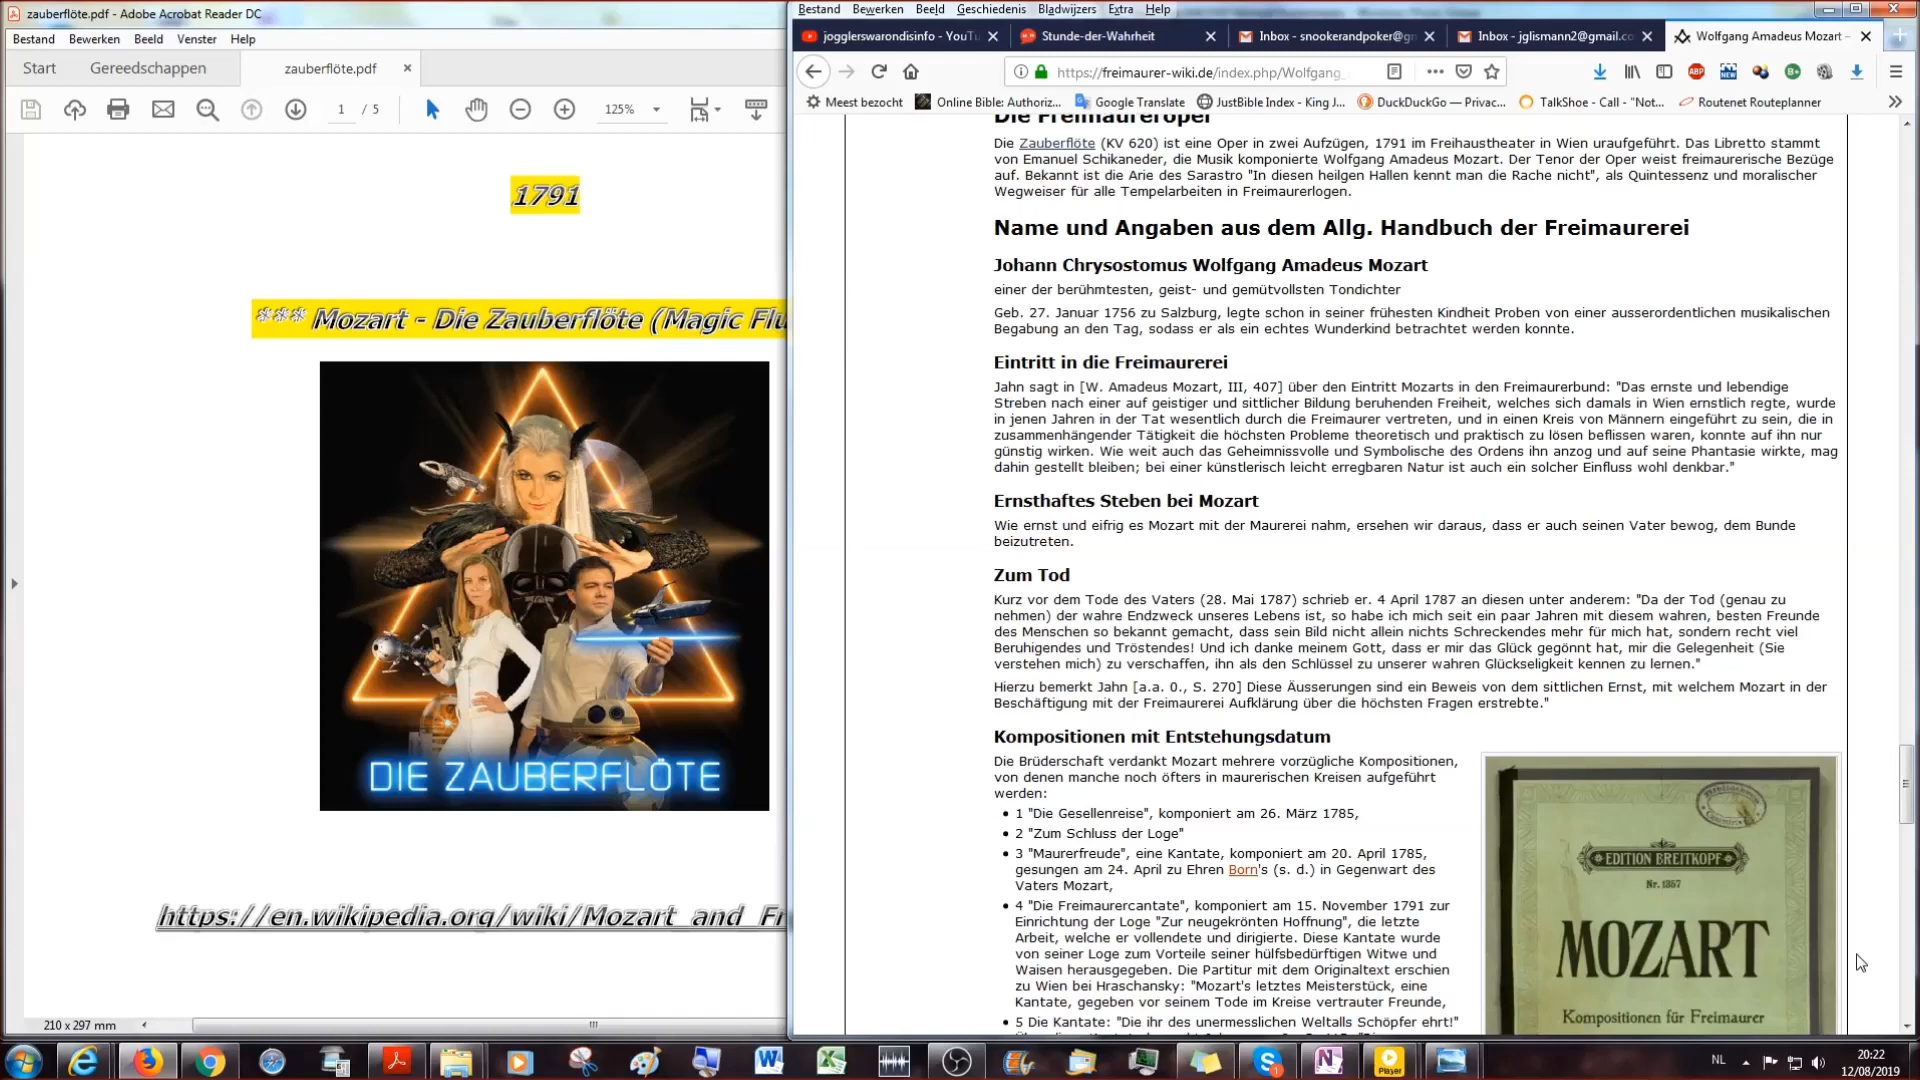 zauberflöte.pdf - Adobe Acrobat Reader DC
Bestand Bewerken Beeld Venster Help
Start Gereedschappen zauberflöte.pdf
1 / 5 125%
1791
*** Mozart - Die Zauberflöte (Magic Flu
DIE ZAUBERFLÖTE
https://en.wikipedia.org/wiki/Mozart_and_Fr
210 x 297 mm
Bestand Bewerken Beeld Geschiedenis Bladwijzers Extra Help
jogglerswarondisinfo - YouTu Stunde-der-Wahrheit Inbox - snookerandpoker@gn Inbox - jglismann2@gmail.co Wolfgang Amadeus Mozart –
https://freimaurer-wiki.de/index.php/Wolfgang_
Meest bezocht Online Bible: Authoriz... Google Translate JustBible Index - King J... DuckDuckGo — Privac... TalkShoe - Call - "Not... Routenet Routeplanner
Die Freimaureroper
Die Zauberflöte (KV 620) ist eine Oper in zwei Aufzügen, 1791 im Freihaustheater in Wien uraufgeführt. Das Libretto stammt
von Emanuel Schikaneder, die Musik komponierte Wolfgang Amadeus Mozart. Der Tenor der Oper weist freimaurerische Bezüge
auf. Bekannt ist die Arie des Sarastro "In diesen heilgen Hallen kennt man die Rache nicht", als Quintessenz und moralischer
Wegweiser für alle Tempelarbeiten in Freimaurerlogen.
Name und Angaben aus dem Allg. Handbuch der Freimaurerei
Johann Chrysostomus Wolfgang Amadeus Mozart
einer der berühmtesten, geist- und gemütvollsten Tondichter
Geb. 27. Januar 1756 zu Salzburg, legte schon in seiner frühesten Kindheit Proben von einer ausserordentlichen musikalischen
Begabung an den Tag, sodass er als ein echtes Wunderkind betrachtet werden konnte.
Eintritt in die Freimaurerei
Jahn sagt in [W. Amadeus Mozart, III, 407] über den Eintritt Mozarts in den Freimaurerbund: "Das ernste und lebendige
Streben nach einer auf geistiger und sittlicher Bildung beruhenden Freiheit, welches sich damals in Wien ernstlich regte, wurde
in jenen Jahren in der Tat wesentlich durch die Freimaurer vertreten, und in einen Kreis von Männern eingeführt zu sein, die in
zusammenhängender Tätigkeit die höchsten Probleme theoretisch und praktisch zu lösen beflissen waren, konnte auf ihn nur
günstig wirken. Wie weit auch das Geheimnissvolle und Symbolische des Ordens ihn anzog und auf seine Phantasie wirkte, mag
dahin gestellt bleiben; bei einer künstlerisch leicht erregbaren Natur ist auch ein solcher Einfluss wohl denkbar."
Ernsthaftes Steben bei Mozart
Wie ernst und eifrig es Mozart mit der Maurerei nahm, ersehen wir daraus, dass er auch seinen Vater bewog, dem Bunde
beizutreten.
Zum Tod
Kurz vor dem Tode des Vaters (28. Mai 1787) schrieb er. 4 April 1787 an diesen unter anderem: "Da der Tod (genau zu
nehmen) der wahre Endzweck unseres Lebens ist, so habe ich mich seit ein paar Jahren mit diesem wahren, besten Freunde
des Menschen so bekannt gemacht, dass sein Bild nicht allein nichts Schreckendes mehr für mich hat, sondern recht viel
Beruhigendes und Tröstendes! Und ich danke meinem Gott, dass er mir das Glück gegönnt hat, mir die Gelegenheit (Sie
verstehen mich) zu verschaffen, ihn als den Schlüssel zu unserer wahren Glückseligkeit kennen zu lernen."
Hierzu bemerkt Jahn [a.a. 0., S. 270] Diese Äusserungen sind ein Beweis von dem sittlichen Ernst, mit welchem Mozart in der
Beschäftigung mit der Freimaurerei Aufklärung über die höchsten Fragen erstrebte."
Kompositionen mit Entstehungsdatum
Die Brüderschaft verdankt Mozart mehrere vorzügliche Kompositionen,
von denen manche noch öfters in maurerischen Kreisen aufgeführt
werden:
• 1 "Die Gesellenreise", komponiert am 26. März 1785,
• 2 "Zum Schluss der Loge"
• 3 "Maurerfreude", eine Kantate, komponiert am 20. April 1785,
gesungen am 24. April zu Ehren Born's (s. d.) in Gegenwart des
Vaters Mozart,
• 4 "Die Freimaurercantate", komponiert am 15. November 1791 zur
Einrichtung der Loge "Zur neugekrönten Hoffnung", die letzte
Arbeit, welche er vollendete und dirigierte. Diese Kantate wurde
von seiner Loge zum Vorteile seiner hülfsbedürftigen Witwe und
Waisen herausgegeben. Die Partitur mit dem Originaltext erschien
zu Wien bei Hraschansky: "Mozart's letztes Meisterstück, eine
Kantate, gegeben vor seinem Tode im Kreise vertrauter Freunde,
• 5 Die Kantate: "Die ihr des unermesslichen Weltalls Schöpfer ehrt!"
EDITION BREITKOPF
Nr. 1357
MOZART
Kompositionen für Freimaurer
NL
20:22
12/08/2019